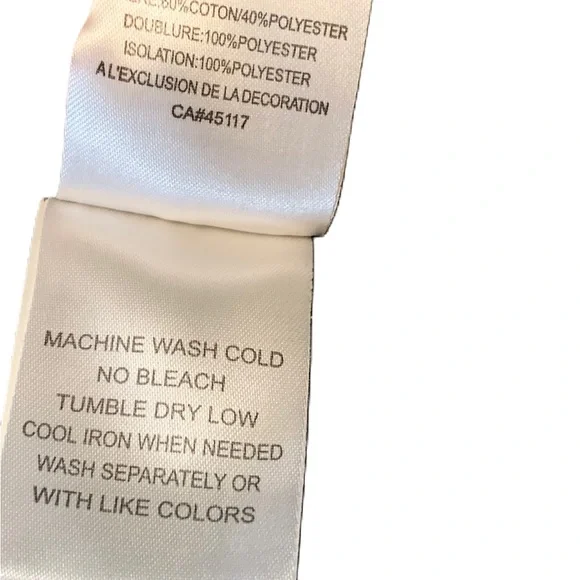 60%COTON/40%POLYESTER
DOUBLURE:100%POLYESTER
ISOLATION:100%POLYESTER
A L'EXCLUSION DE LA DECORATION
CA#45117
MACHINE WASH COLD
NO BLEACH
TUMBLE DRY LOW
COOL IRON WHEN NEEDED
WASH SEPARATELY OR
WITH LIKE COLORS